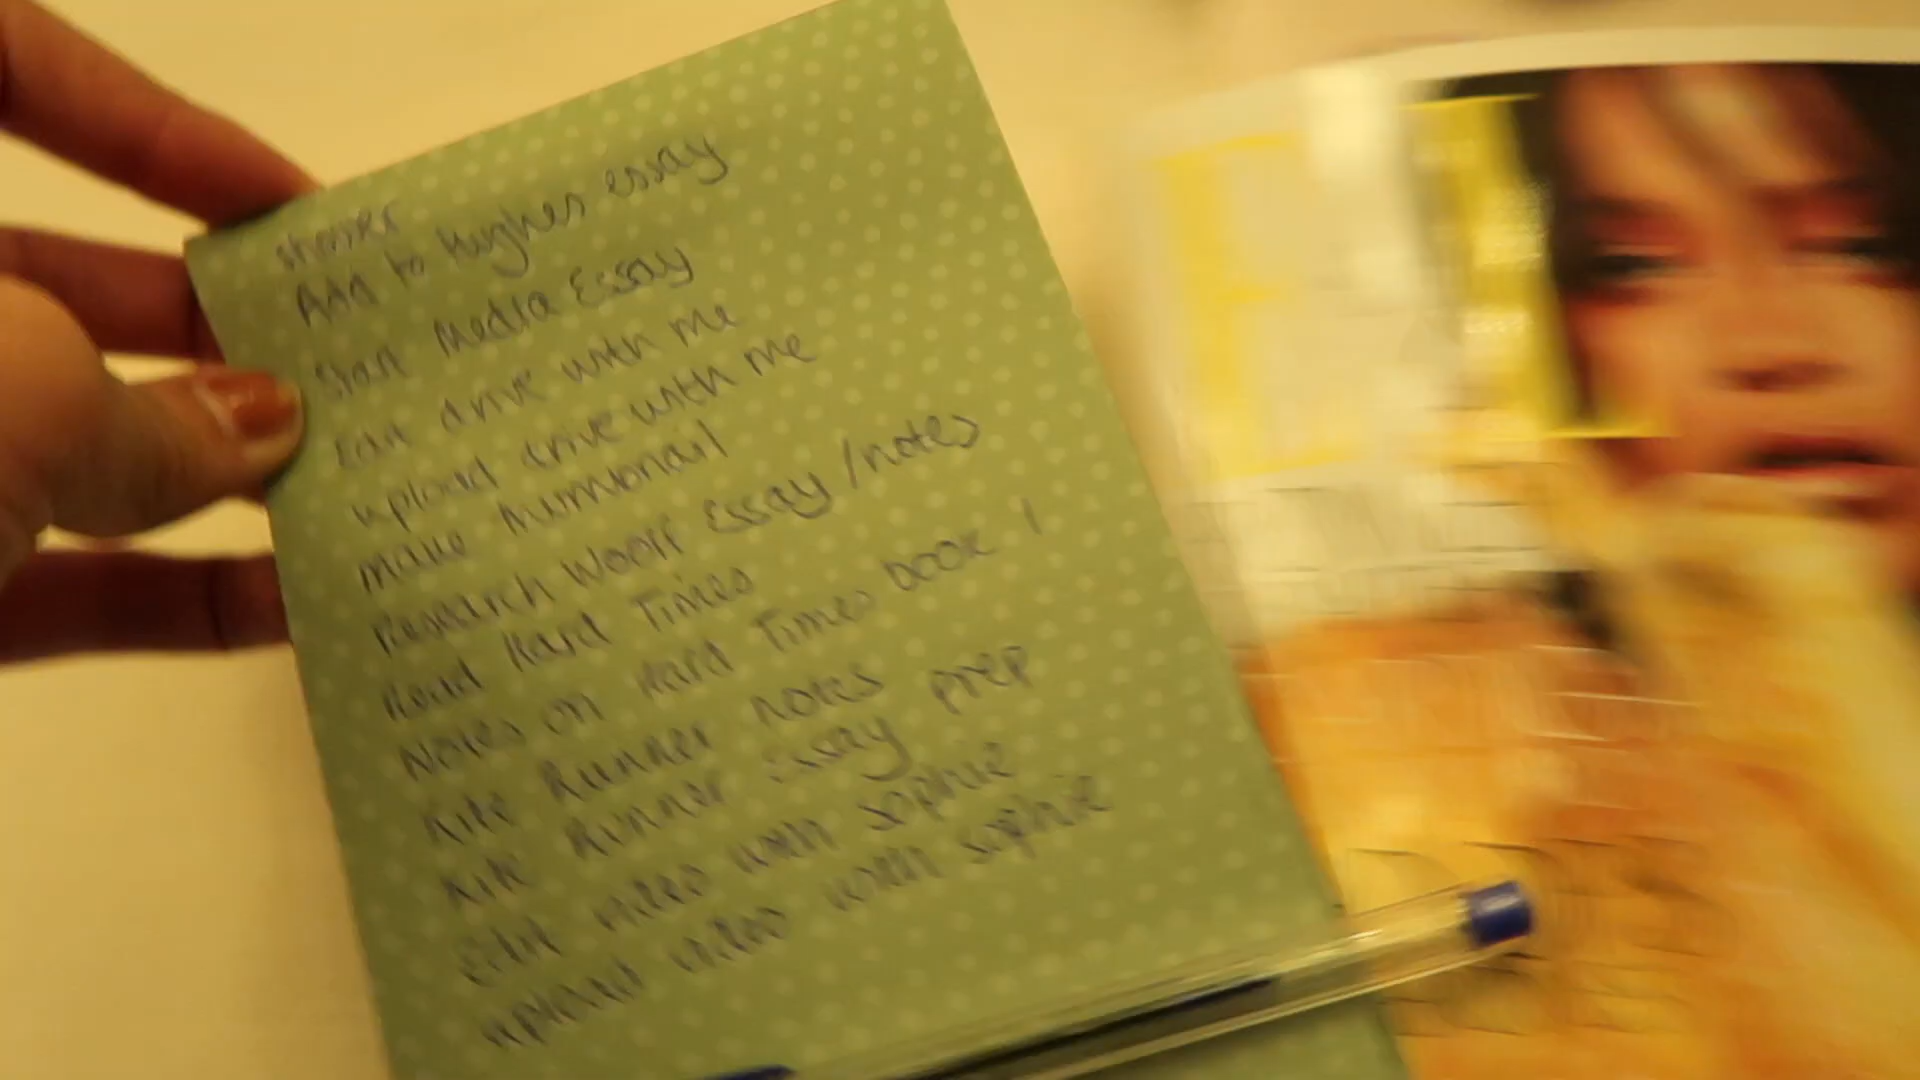 Add to Hughes essay
Start Media Essay
Edit drive with me
upload drive with me
make thumbnail
Research Woolf Essay/notes
Read Hard Times
Notes on Hard Times book 1
Kite Runner notes
Kite Runner Essay prep
Edit video with sophie
upload video with sophie